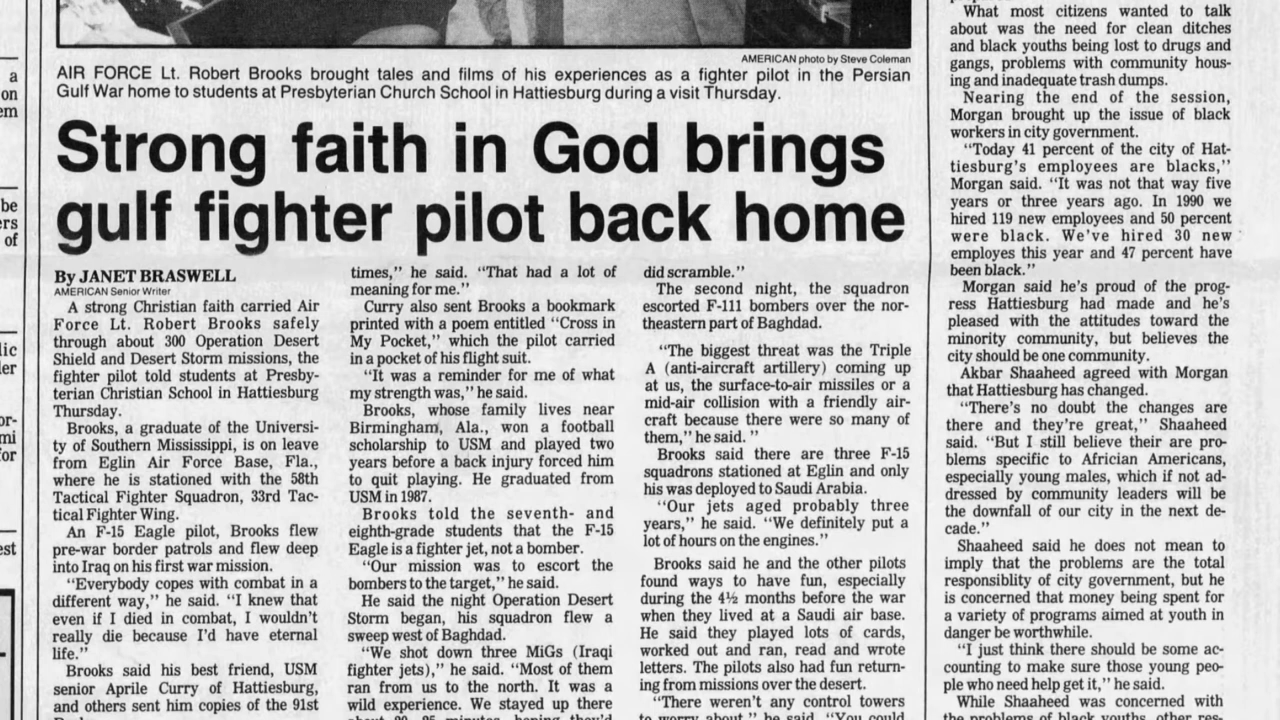 a
on
em
be
ers
of
lic
ler
or-
mi
for
est
AMERICAN photo by Steve Coleman
AIR FORCE Lt. Robert Brooks brought tales and films of his experiences as a fighter pilot in the Persian
Gulf War home to students at Presbyterian Church School in Hattiesburg during a visit Thursday.
Strong faith in God brings
gulf fighter pilot back home
By JANET BRASWELL
AMERICAN Senior Writer
A strong Christian faith carried Air
Force Lt. Robert Brooks safely
through about 300 Operation Desert
Shield and Desert Storm missions, the
fighter pilot told students at Presby-
terian Christian School in Hattiesburg
Thursday.
Brooks, a graduate of the Universi-
ty of Southern Mississippi, is on leave
from Eglin Air Force Base, Fla.,
where he is stationed with the 58th
Tactical Fighter Squadron, 33rd Tac-
tical Fighter Wing.
An F-15 Eagle pilot, Brooks flew
pre-war border patrols and flew deep
into Iraq on his first war mission.
"Everybody copes with combat in a
different way," he said. "I knew that
even if I died in combat, I wouldn't
really die because I'd have eternal
life."
Brooks said his best friend, USM
senior Aprile Curry of Hattiesburg,
and others sent him copies of the 91st
times," he said. "That had a lot of
meaning for me."
Curry also sent Brooks a bookmark
printed with a poem entitled "Cross in
My Pocket," which the pilot carried
in a pocket of his flight suit.
"It was a reminder for me of what
my strength was," he said.
Brooks, whose family lives near
Birmingham, Ala., won a football
scholarship to USM and played two
years before a back injury forced him
to quit playing. He graduated from
USM in 1987.
Brooks told the seventh- and
eighth-grade students that the F-15
Eagle is a fighter jet, not a bomber.
"Our mission was to escort the
bombers to the target," he said.
He said the night Operation Desert
Storm began, his squadron flew a
sweep west of Baghdad.
"We shot down three MiGs (Iraqi
fighter jets)," he said. "Most of them
ran from us to the north. It was a
wild experience. We stayed up there
did scramble."
The second night, the squadron
escorted F-111 bombers over the nor-
theastern part of Baghdad.
"The biggest threat was the Triple
A (anti-aircraft artillery) coming up
at us, the surface-to-air missiles or a
mid-air collision with a friendly air-
craft because there were so many of
them," he said. "
Brooks said there are three F-15
squadrons stationed at Eglin and only
his was deployed to Saudi Arabia.
"Our jets aged probably three
years," he said. "We definitely put a
lot of hours on the engines."
Brooks said he and the other pilots
found ways to have fun, especially
during the 4½ months before the war
when they lived at a Saudi air base.
He said they played lots of cards,
worked out and ran, read and wrote
letters. The pilots also had fun return-
ing from missions over the desert.
"There weren't any control towers
to worry about," he said. "You could
What most citizens wanted to talk
about was the need for clean ditches
and black youths being lost to drugs and
gangs, problems with community hous-
ing and inadequate trash dumps.
Nearing the end of the session,
Morgan brought up the issue of black
workers in city government.
"Today 41 percent of the city of Hat-
tiesburg's employees are blacks,"
Morgan said. "It was not that way five
years or three years ago. In 1990 we
hired 119 new employees and 50 percent
were black. We've hired 30 new
employes this year and 47 percent have
been black."
Morgan said he's proud of the prog-
ress Hattiesburg had made and he's
pleased with the attitudes toward the
minority community, but believes the
city should be one community.
Akbar Shaaheed agreed with Morgan
that Hattiesburg has changed.
"There's no doubt the changes are
there and they're great," Shaaheed
said. "But I still believe their are pro-
blems specific to Africian Americans,
especially young males, which if not ad-
dressed by community leaders will be
the downfall of our city in the next de-
cade."
Shaaheed said he does not mean to
imply that the problems are the total
responsiblity of city government, but he
is concerned that money being spent for
a variety of programs aimed at youth in
danger be worthwhile.
"I just think there should be some ac-
counting to make sure those young peo-
ple who need help get it," he said.
While Shaaheed was concerned with
the problems of black youths, other